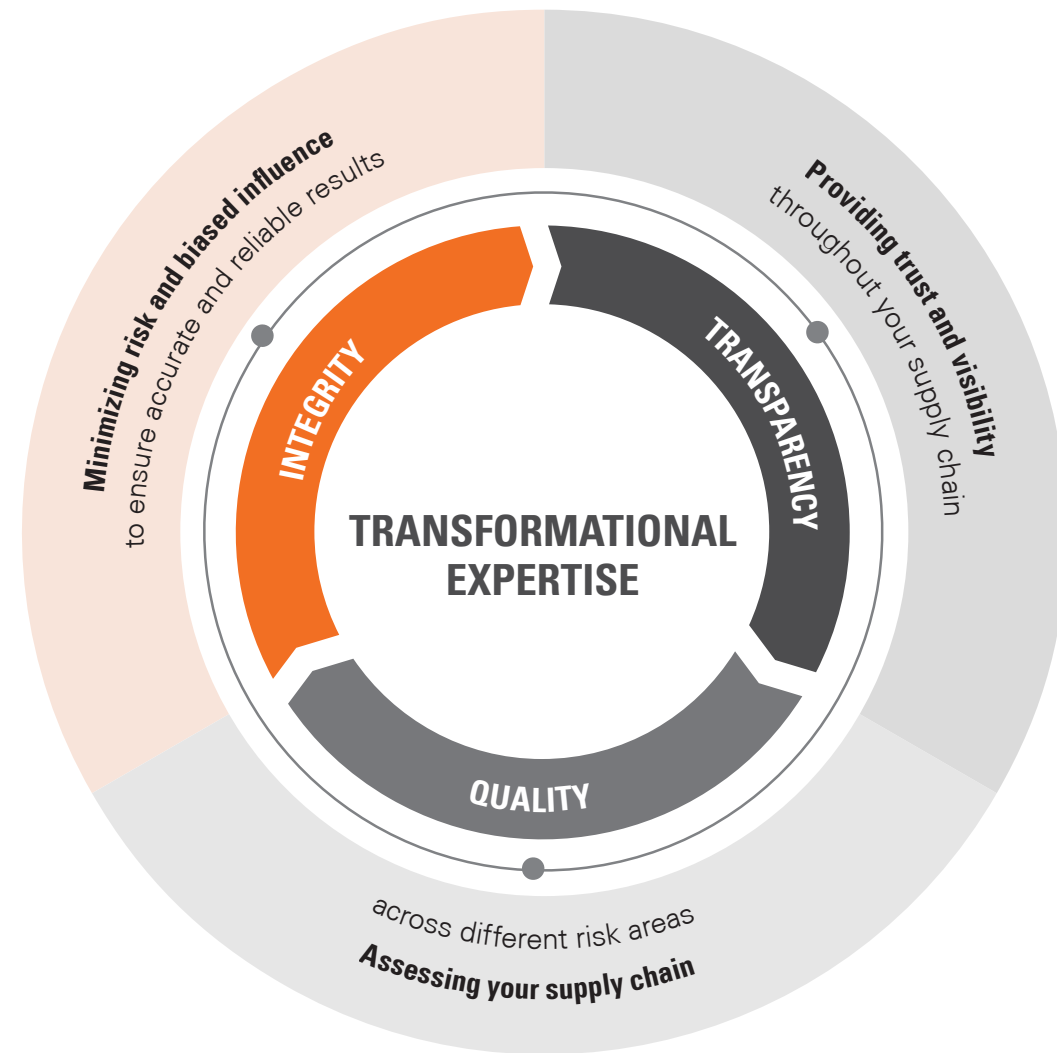 Minimizing risk and biased influence
to ensure accurate and reliable results
Providing trust and visibility
throughout your supply chain
INTEGRITY
TRANSPARENCY
TRANSFORMATIONAL
EXPERTISE
QUALITY
across different risk areas
Assessing your supply chain